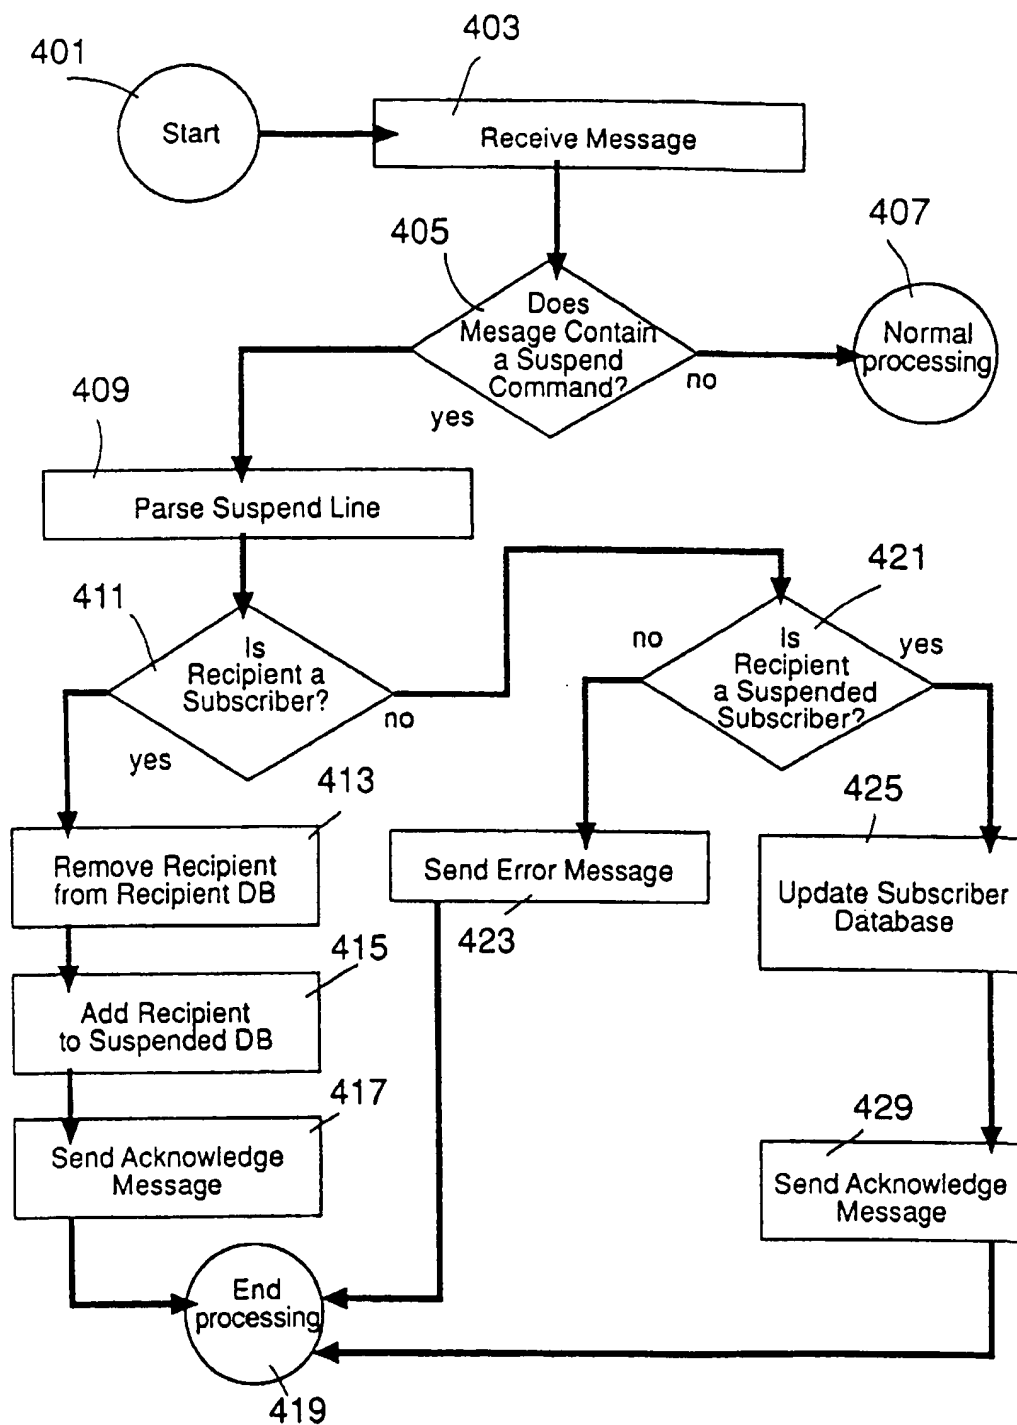 401
Start
403
Receive Message
405
Does
Mesage Contain
a Suspend
Command?
yes
no
407
Normal
processing
409
Parse Suspend Line
411
Is
Recipient a
Subscriber?
yes
no
421
Is
Recipient
a Suspended
Subscriber?
no
yes
413
Remove Recipient
from Recipient DB
415
Add Recipient
to Suspended DB
417
Send Acknowledge
Message
Send Error Message
423
425
Update Subscriber
Database
429
Send Acknowledge
Message
End
processing
419